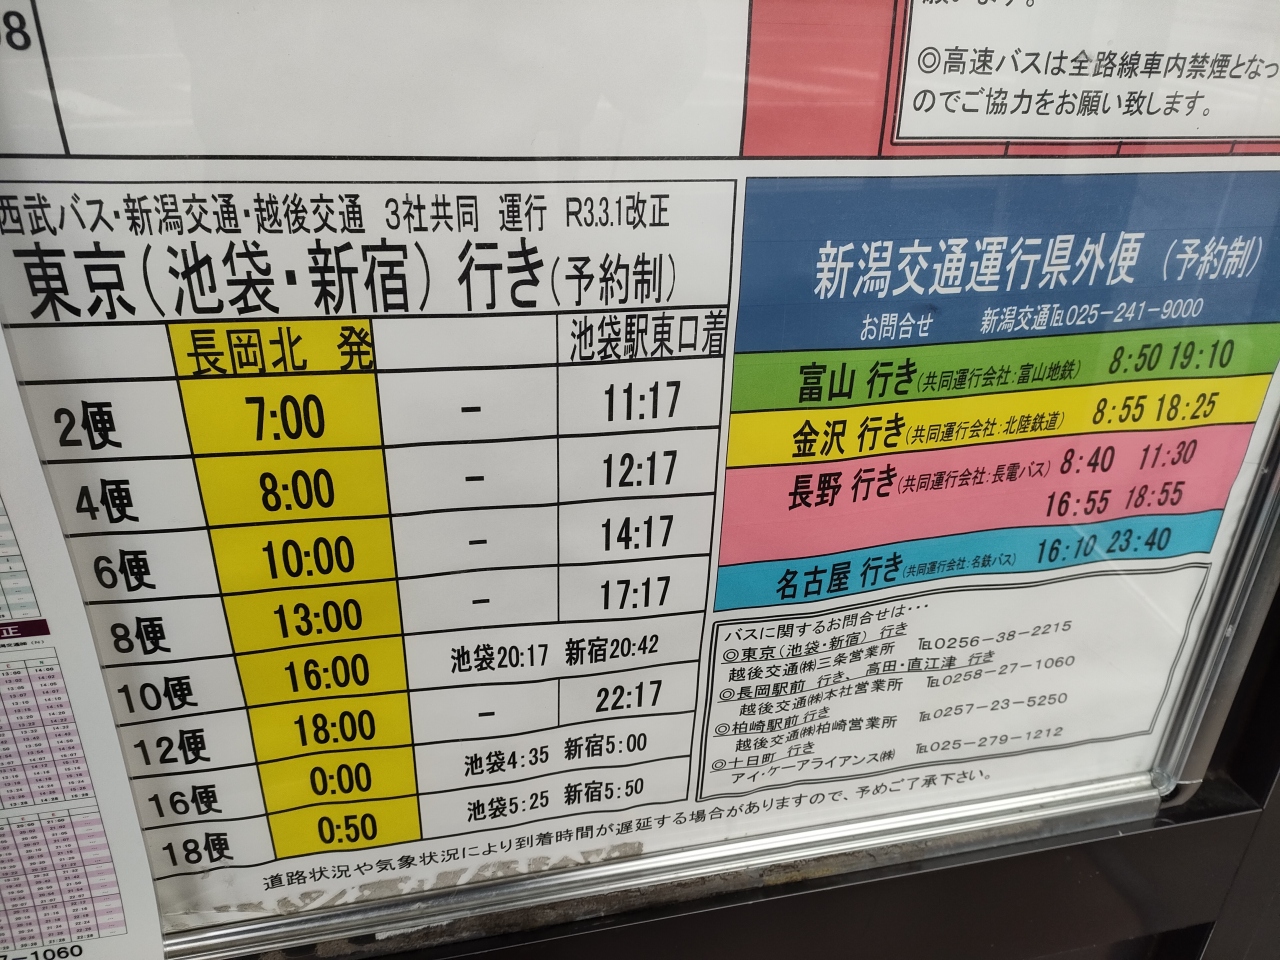 8
願います。
◎高速バスは全路線車内禁煙となっ
のでご協力をお願い致します。
西武バス・新潟交通・越後交通 3社共同 運行 R3.3.1改正
東京(池袋・新宿) 行き(予約制)
長岡北 発 池袋駅東口着
2便 7:00 - 11:17
4便 8:00 - 12:17
6便 10:00 - 14:17
8便 13:00 - 17:17
10便 16:00 池袋20:17 新宿20:42
12便 18:00 - 22:17
16便 0:00 池袋4:35 新宿5:00
18便 0:50 池袋5:25 新宿5:50
道路状況や気象状況により到着時間が遅延する場合がありますので、予めご了承下さい。
新潟交通運行県外便 (予約制)
お問合せ 新潟交通℡025-241-9000
富山 行き(共同運行会社:富山地鉄) 8:50 19:10
金沢 行き(共同運行会社:北陸鉄道) 8:55 18:25
長野 行き(共同運行会社:長電バス) 8:40 11:30
16:55 18:55
名古屋 行き(共同運行会社:名鉄バス) 16:10 23:40
バスに関するお問合せは・・・
◎東京(池袋・新宿) 行き
越後交通㈱三条営業所 ℡0256-38-2215
◎長岡駅前 行き、高田・直江津 行き
越後交通㈱本社営業所 ℡0258-27-1060
◎柏崎駅前 行き
越後交通㈱柏崎営業所 ℡0257-23-5250
◎十日町 行き
アイ・ケーアライアンス㈱ ℡025-279-1212
正
7-1060